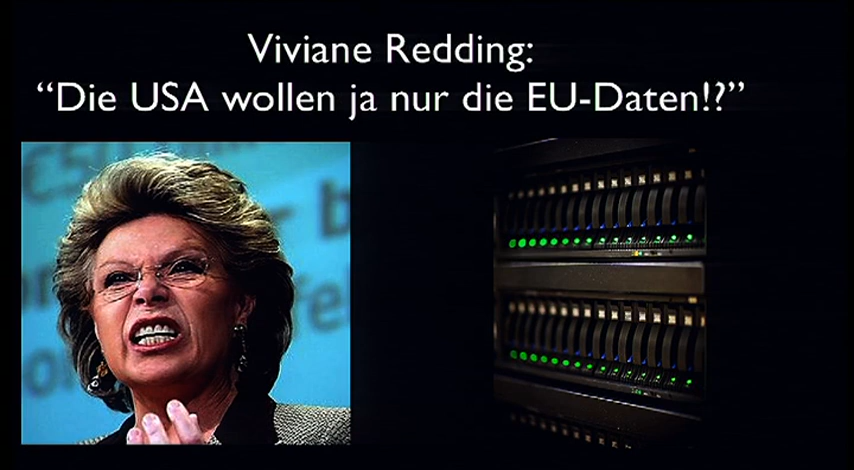 Viviane Redding:
“Die USA wollen ja nur die EU-Daten!?”